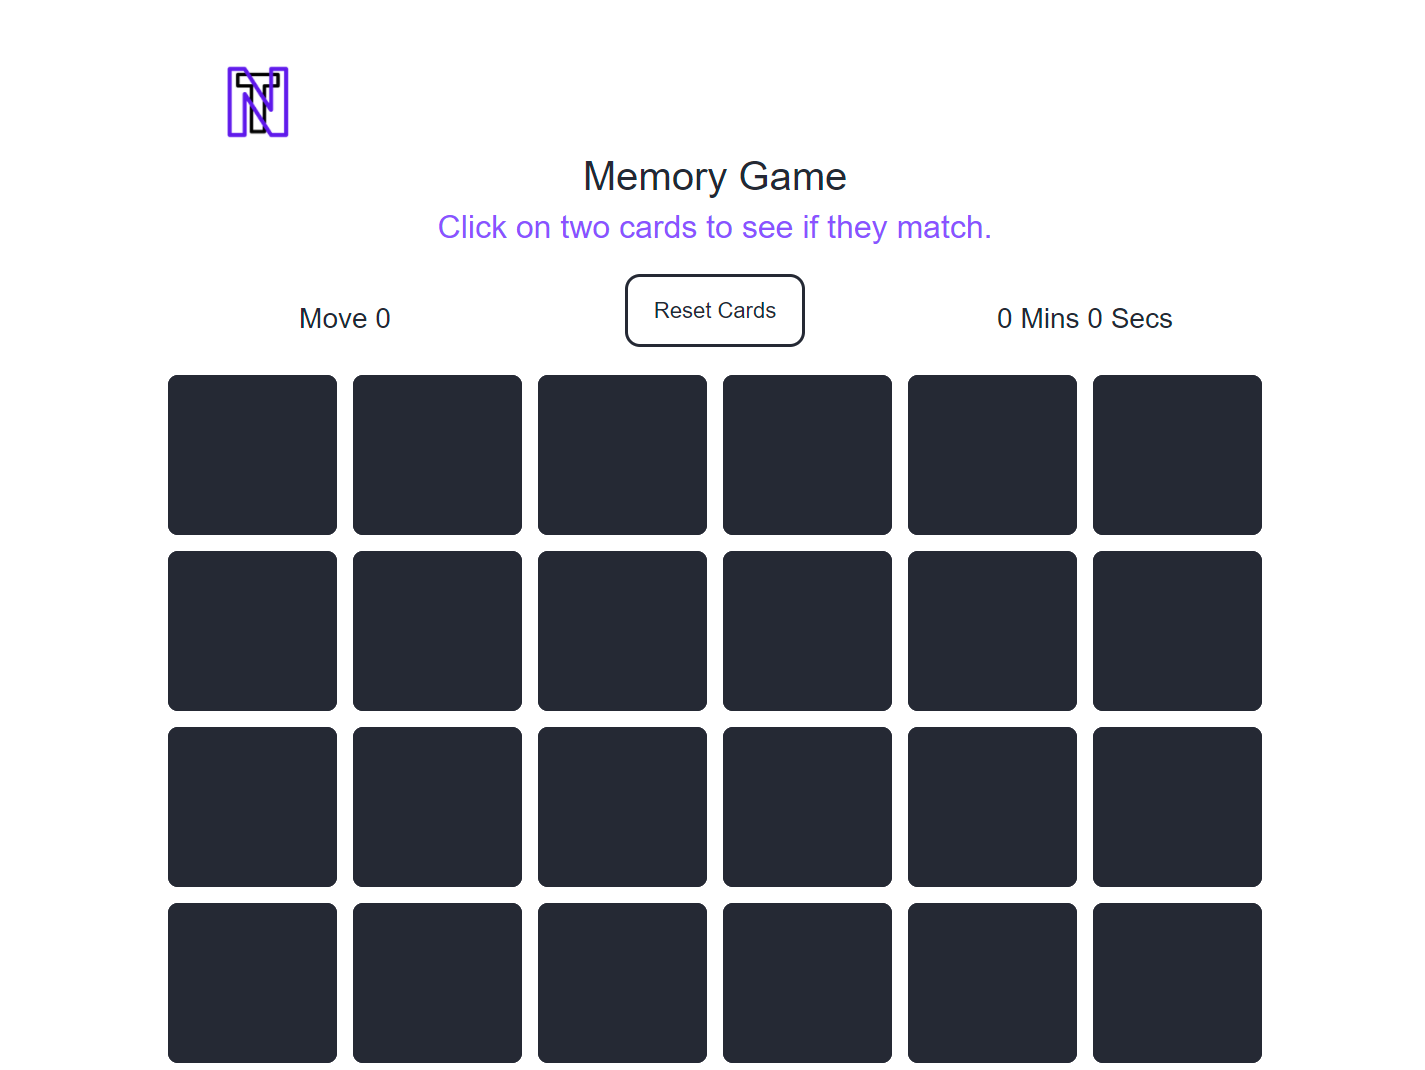 NT
Memory Game
Click on two cards to see if they match.
Move 0
Reset Cards
0 Mins 0 Secs